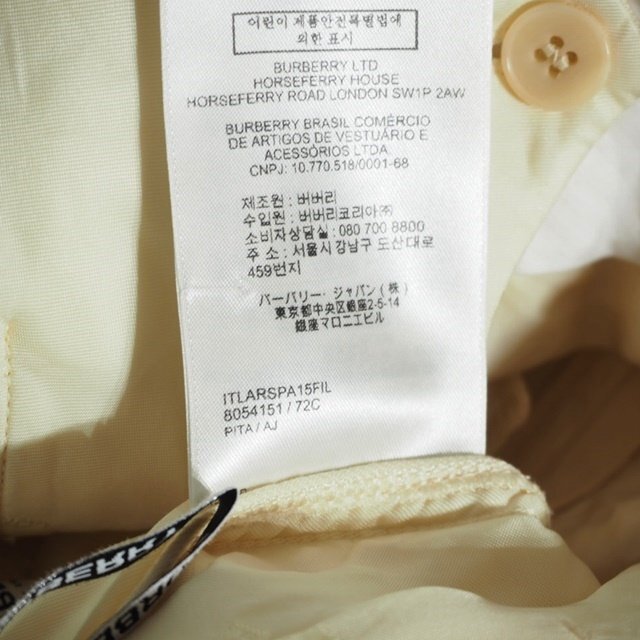 어린이 제품안전특별법에
의한 표시
BURBERRY LTD
HORSEFERRY HOUSE
HORSEFERRY ROAD LONDON SW1P 2AW
BURBERRY BRASIL COMÉRCIO
DE ARTIGOS DE VESTUÁRIO E
ACESSÓRIOS LTDA.
CNPJ: 10.770.518/0001-68
제조원 : 버버리
수입원 : 버버리코리아㈜
소비자상담실 : 080 700 8800
주 소 : 서울시 강남구 도산대로
459번지
バーバリー・ジャパン(株)
東京都中央区銀座2-5-14
銀座マロニエビル
ITLARSPA15FIL
8054151 / 72C
PITA / AJ